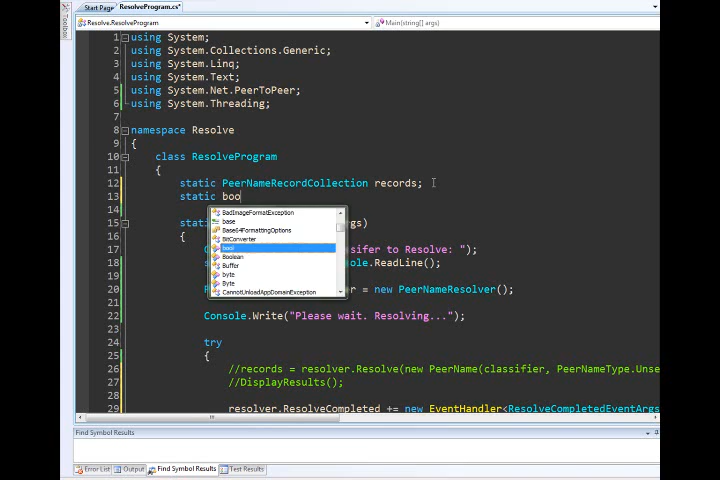 Start Page ResolveProgram.cs*
Toolbox
Resolve.ResolveProgram Main(string[] args)
1 using System;
2 using System.Collections.Generic;
3 using System.Linq;
4 using System.Text;
5 using System.Net.PeerToPeer;
6 using System.Threading;
7
8 namespace Resolve
9 {
10 class ResolveProgram
11 {
12 static PeerNameRecordCollection records;
13 static boo
14
BadImageFormatException
base
15 stat s)
Base64FormattingOptions
16 {
BitConverter
17 C sifer to Resolve: ");
bool
Boolean
18 s ole.ReadLine();
Buffer
19
byte
20 P r = new PeerNameResolver();
Byte
CannotUnloadAppDomainException
21
22 Console.Write("Please wait. Resolving...");
23
24 try
25 {
26 //records = resolver.Resolve(new PeerName(classifier, PeerNameType.Unse
27 //DisplayResults();
28
29 resolver.ResolveCompleted += new EventHandler<ResolveCompletedEventArgs
Find Symbol Results
Error List Output Find Symbol Results Test Results